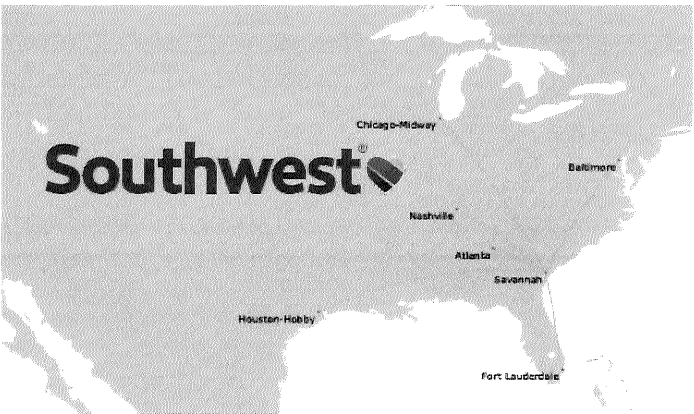 Chicago-Midway
Southwest®
Baltimore
Nashville
Atlanta
Savannah
Houston-Hobby
Fort Lauderdale